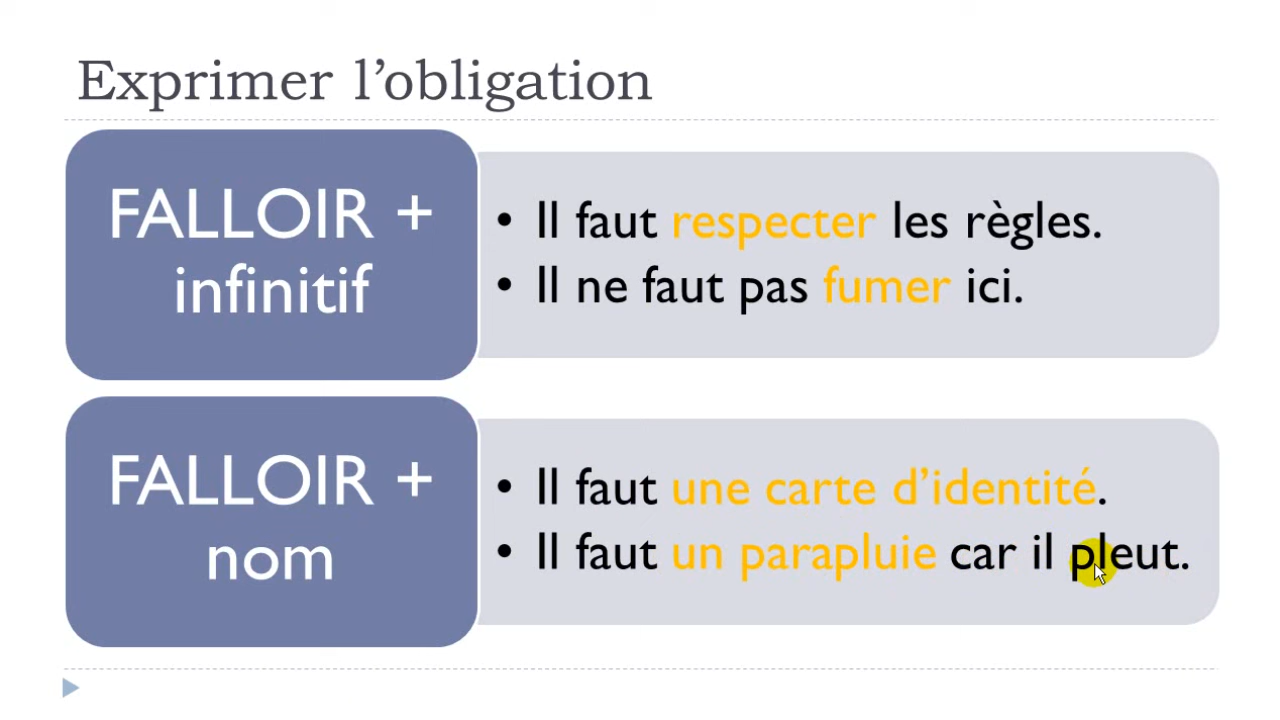 Exprimer l’obligation
FALLOIR +
infinitif
• Il faut respecter les règles.
• Il ne faut pas fumer ici.
FALLOIR +
nom
• Il faut une carte d’identité.
• Il faut un parapluie car il pleut.